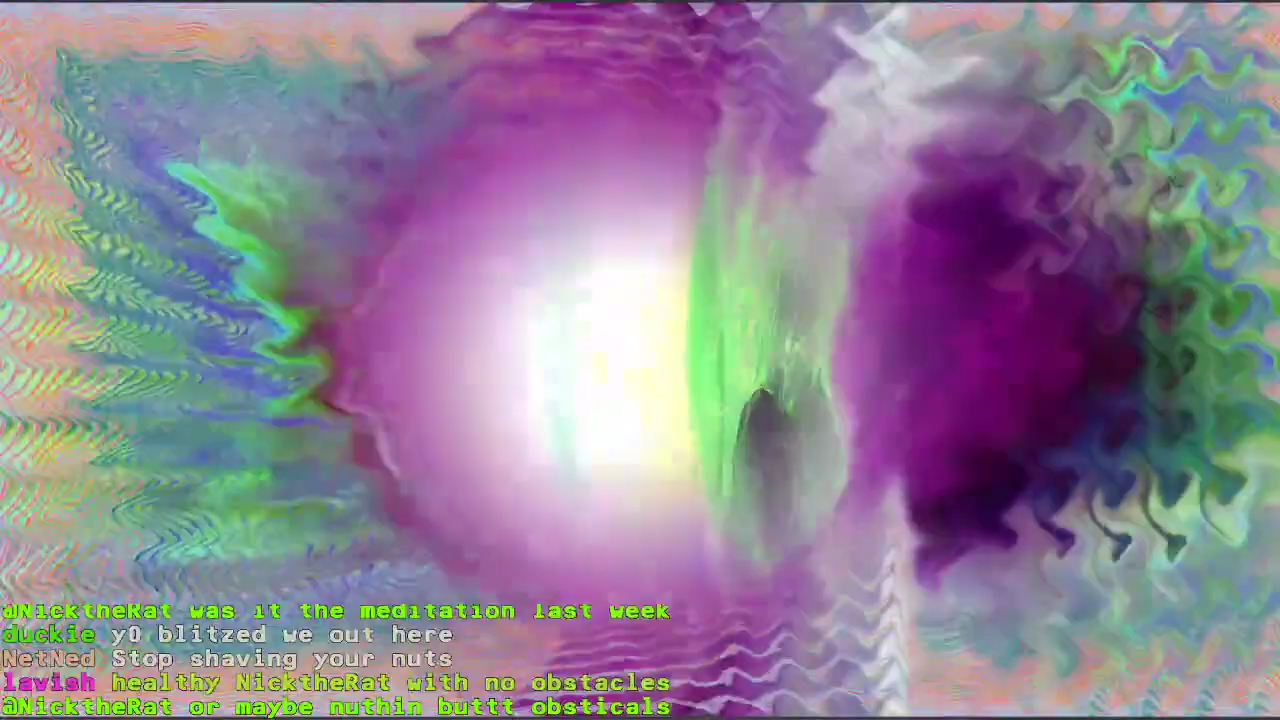 @NicktheRat was it the meditation last week
duckie y0 blitzed we out here
NetNed Stop shaving your nuts
lavish healthy NicktheRat with no obstacles
@NicktheRat or maybe nuthin buttt obsticals